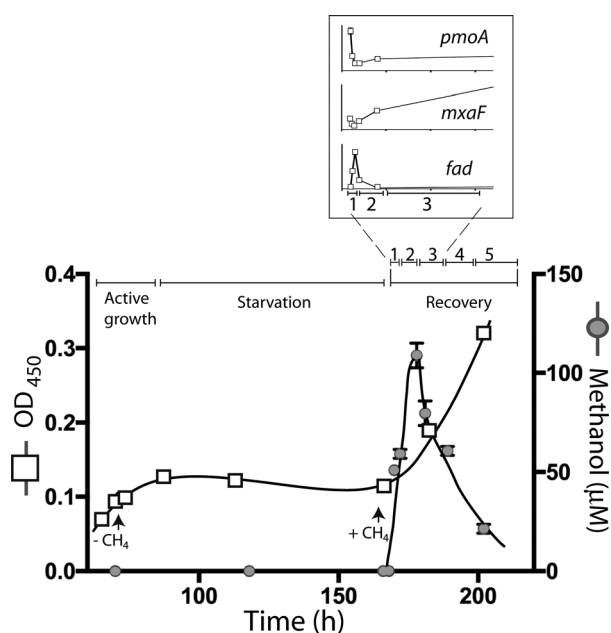 pmoA
mxaF
fad
1 2 3
1 2 3 4 5
Active growth
Starvation
Recovery
0.4
0.3
0.2
0.1
0.0
OD450
150
100
50
0
Methanol (µM)
- CH4
+ CH4
100 150 200
Time (h)